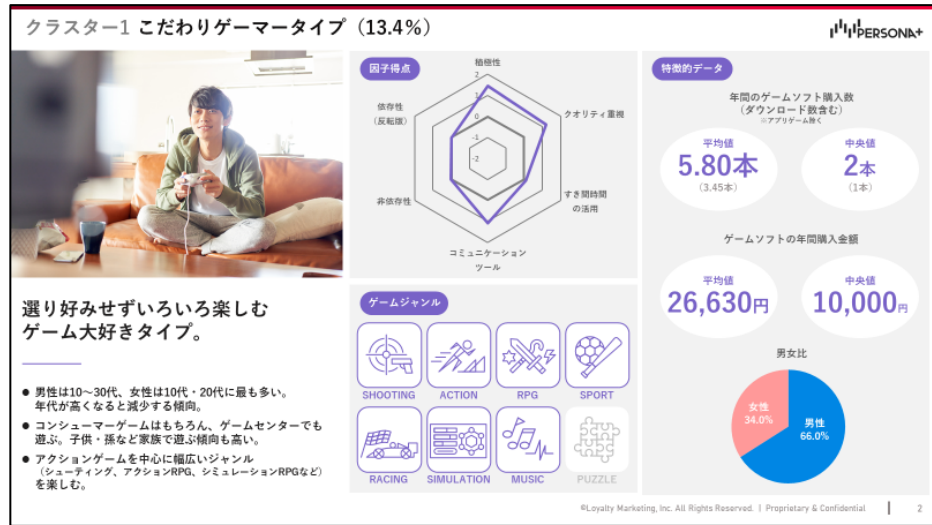 クラスター1 こだわりゲーマータイプ（13.4%）
PERSONA+
選り好みせずいろいろ楽しむ
ゲーム大好きタイプ。
● 男性は10～30代、女性は10代・20代に最も多い。
年代が高くなると減少する傾向。
● コンシューマーゲームはもちろん、ゲームセンターでも
遊ぶ。子供・孫など家族で遊ぶ傾向も高い。
● アクションゲームを中心に幅広いジャンル
（シューティング、アクションRPG、シミュレーションRPGなど）
を楽しむ。
因子得点
積極性
クオリティ重視
すき間時間
の活用
コミュニケーション
ツール
非依存性
依存性
（反転版）
2
1
0
-1
-2
ゲームジャンル
SHOOTING
ACTION
RPG
SPORT
RACING
SIMULATION
MUSIC
PUZZLE
特徴的データ
年間のゲームソフト購入数
（ダウンロード数含む）
※アプリゲーム除く
平均値
5.80本
（3.45本）
中央値
2本
（1本）
ゲームソフトの年間購入金額
平均値
26,630円
中央値
10,000円
男女比
女性
34.0%
男性
66.0%
©Loyalty Marketing, Inc. All Rights Reserved. | Proprietary & Confidential | 2